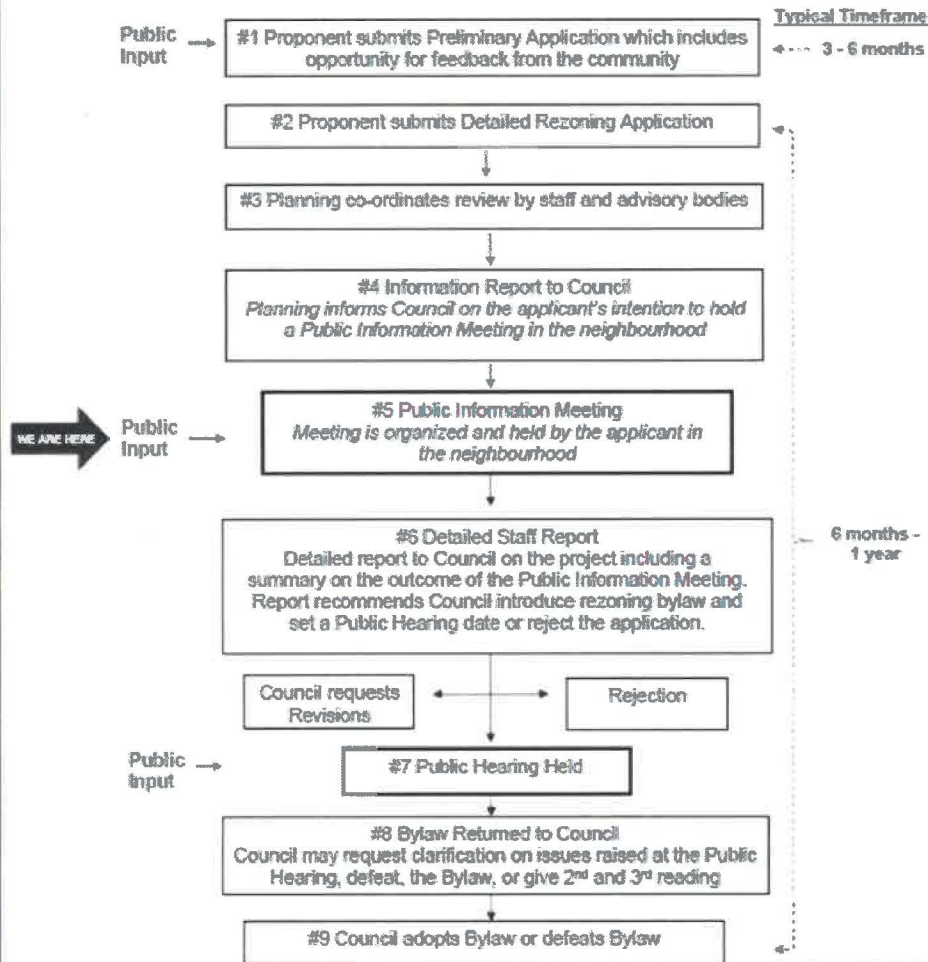 Typical Timeframe
Public
Input
#1 Proponent submits Preliminary Application which includes
opportunity for feedback from the community
3 - 6 months
#2 Proponent submits Detailed Rezoning Application
#3 Planning co-ordinates review by staff and advisory bodies
#4 Information Report to Council
Planning informs Council on the applicant's intention to hold
a Public Information Meeting in the neighbourhood
WE ARE HERE
Public
Input
#5 Public Information Meeting
Meeting is organized and held by the applicant in
the neighbourhood
#6 Detailed Staff Report
Detailed report to Council on the project including a
summary on the outcome of the Public Information Meeting.
Report recommends Council introduce rezoning bylaw and
set a Public Hearing date or reject the application.
6 months -
1 year
Council requests
Revisions
Rejection
Public
Input
#7 Public Hearing Held
#8 Bylaw Returned to Council
Council may request clarification on issues raised at the Public
Hearing, defeat, the Bylaw, or give 2nd and 3rd reading
#9 Council adopts Bylaw or defeats Bylaw